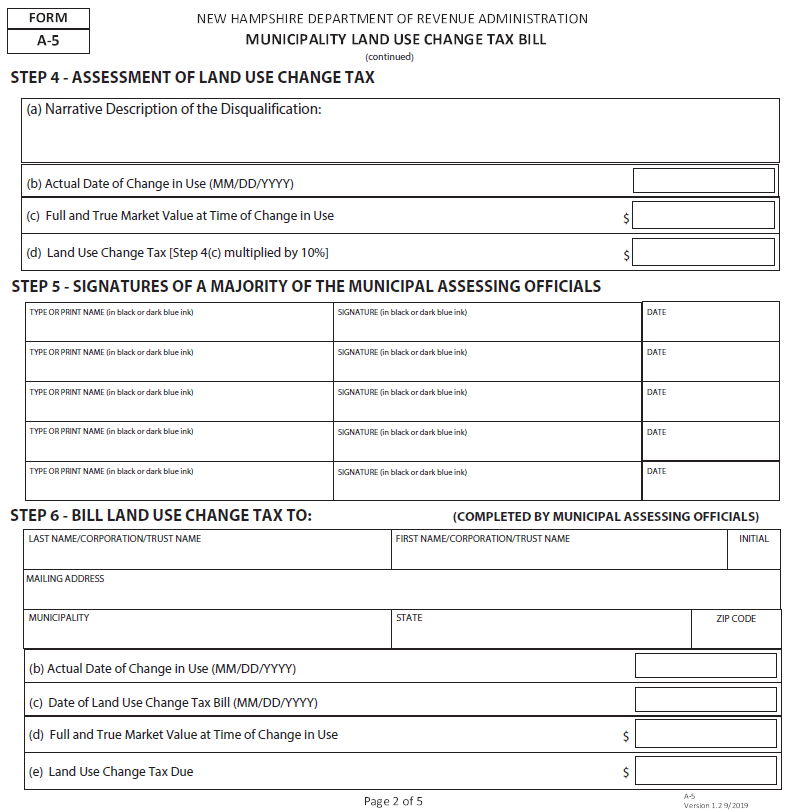 FORM
A-5
NEW HAMPSHIRE DEPARTMENT OF REVENUE ADMINISTRATION
MUNICIPALITY LAND USE CHANGE TAX BILL
(continued)
STEP 4 - ASSESSMENT OF LAND USE CHANGE TAX
(a) Narrative Description of the Disqualification:
(b) Actual Date of Change in Use (MM/DD/YYYY)
(c) Full and True Market Value at Time of Change in Use $
(d) Land Use Change Tax [Step 4(c) multiplied by 10%] $
STEP 5 - SIGNATURES OF A MAJORITY OF THE MUNICIPAL ASSESSING OFFICIALS
TYPE OR PRINT NAME (in black or dark blue ink) SIGNATURE (in black or dark blue ink) DATE
TYPE OR PRINT NAME (in black or dark blue ink) SIGNATURE (in black or dark blue ink) DATE
TYPE OR PRINT NAME (in black or dark blue ink) SIGNATURE (in black or dark blue ink) DATE
TYPE OR PRINT NAME (in black or dark blue ink) SIGNATURE (in black or dark blue ink) DATE
TYPE OR PRINT NAME (in black or dark blue ink) SIGNATURE (in black or dark blue ink) DATE
STEP 6 - BILL LAND USE CHANGE TAX TO: (COMPLETED BY MUNICIPAL ASSESSING OFFICIALS)
LAST NAME/CORPORATION/TRUST NAME FIRST NAME/CORPORATION/TRUST NAME INITIAL
MAILING ADDRESS
MUNICIPALITY STATE ZIP CODE
(b) Actual Date of Change in Use (MM/DD/YYYY)
(c) Date of Land Use Change Tax Bill (MM/DD/YYYY)
(d) Full and True Market Value at Time of Change in Use $
(e) Land Use Change Tax Due $
Page 2 of 5
A-5
Version 1.2 9/2019